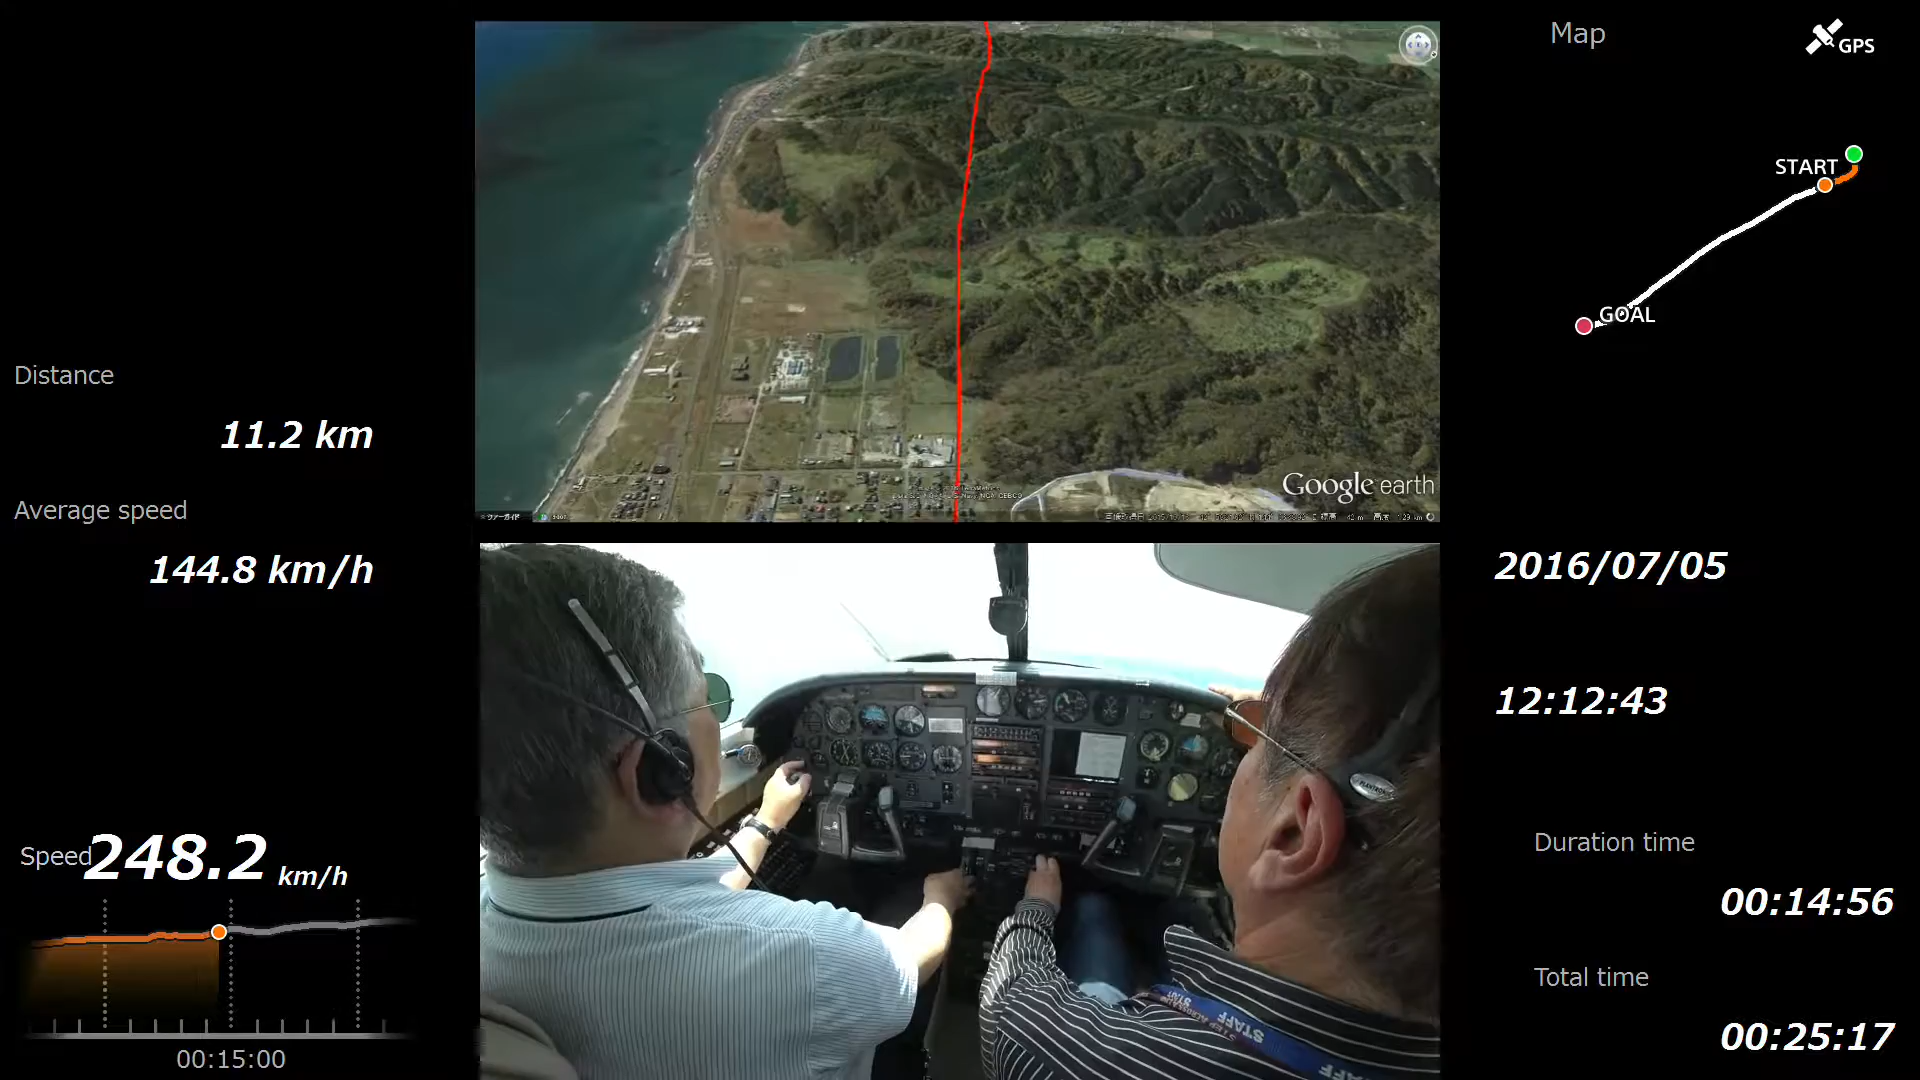 Map
GPS
START
GOAL
Google earth
Distance
11.2 km
Average speed
144.8 km/h
2016/07/05
12:12:43
Speed 248.2 km/h
00:15:00
Duration time
00:14:56
Total time
00:25:17
PLANTRONICS
STAFF
STAFF